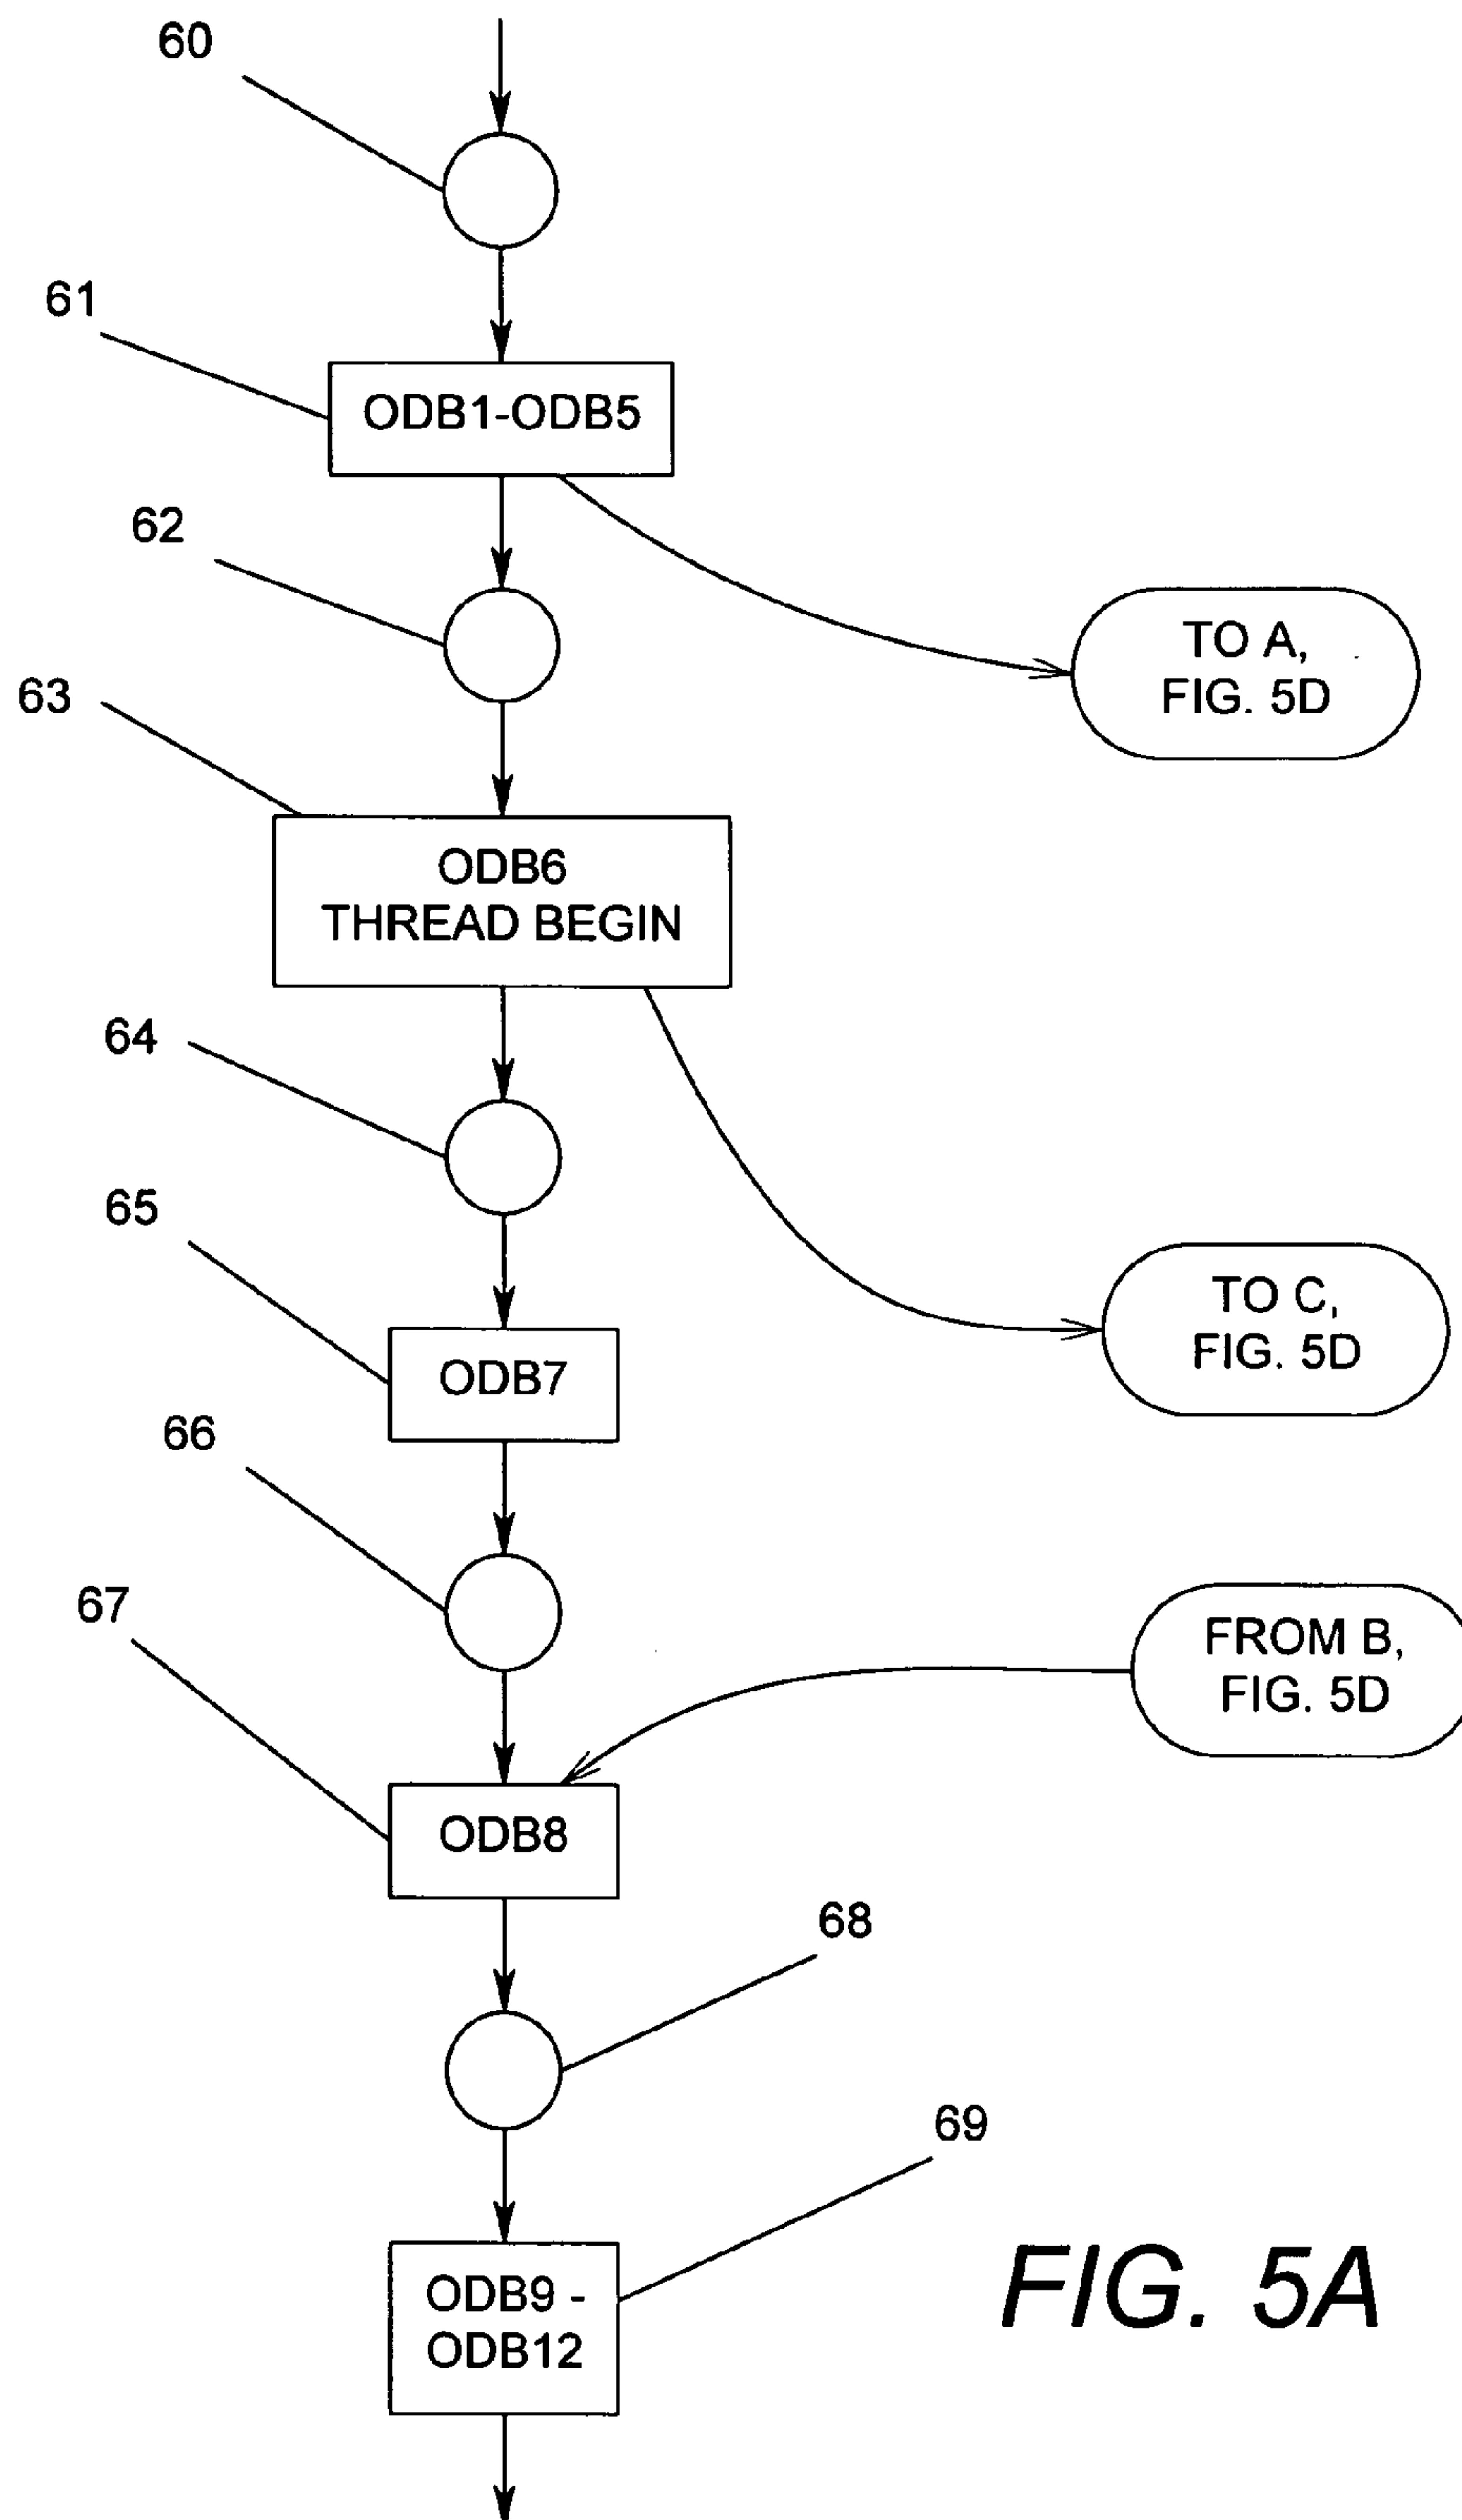 60
61
ODB1-ODB5
62
TO A,
FIG. 5D
63
ODB6
THREAD BEGIN
64
65
TO C,
FIG. 5D
ODB7
66
67
FROM B,
FIG. 5D
ODB8
68
69
ODB9 -
ODB12
FIG. 5A